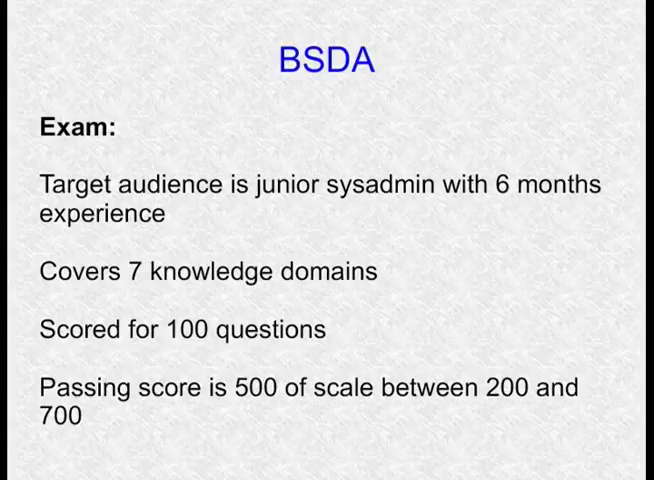 BSDA
Exam:
Target audience is junior sysadmin with 6 months
experience
Covers 7 knowledge domains
Scored for 100 questions
Passing score is 500 of scale between 200 and
700